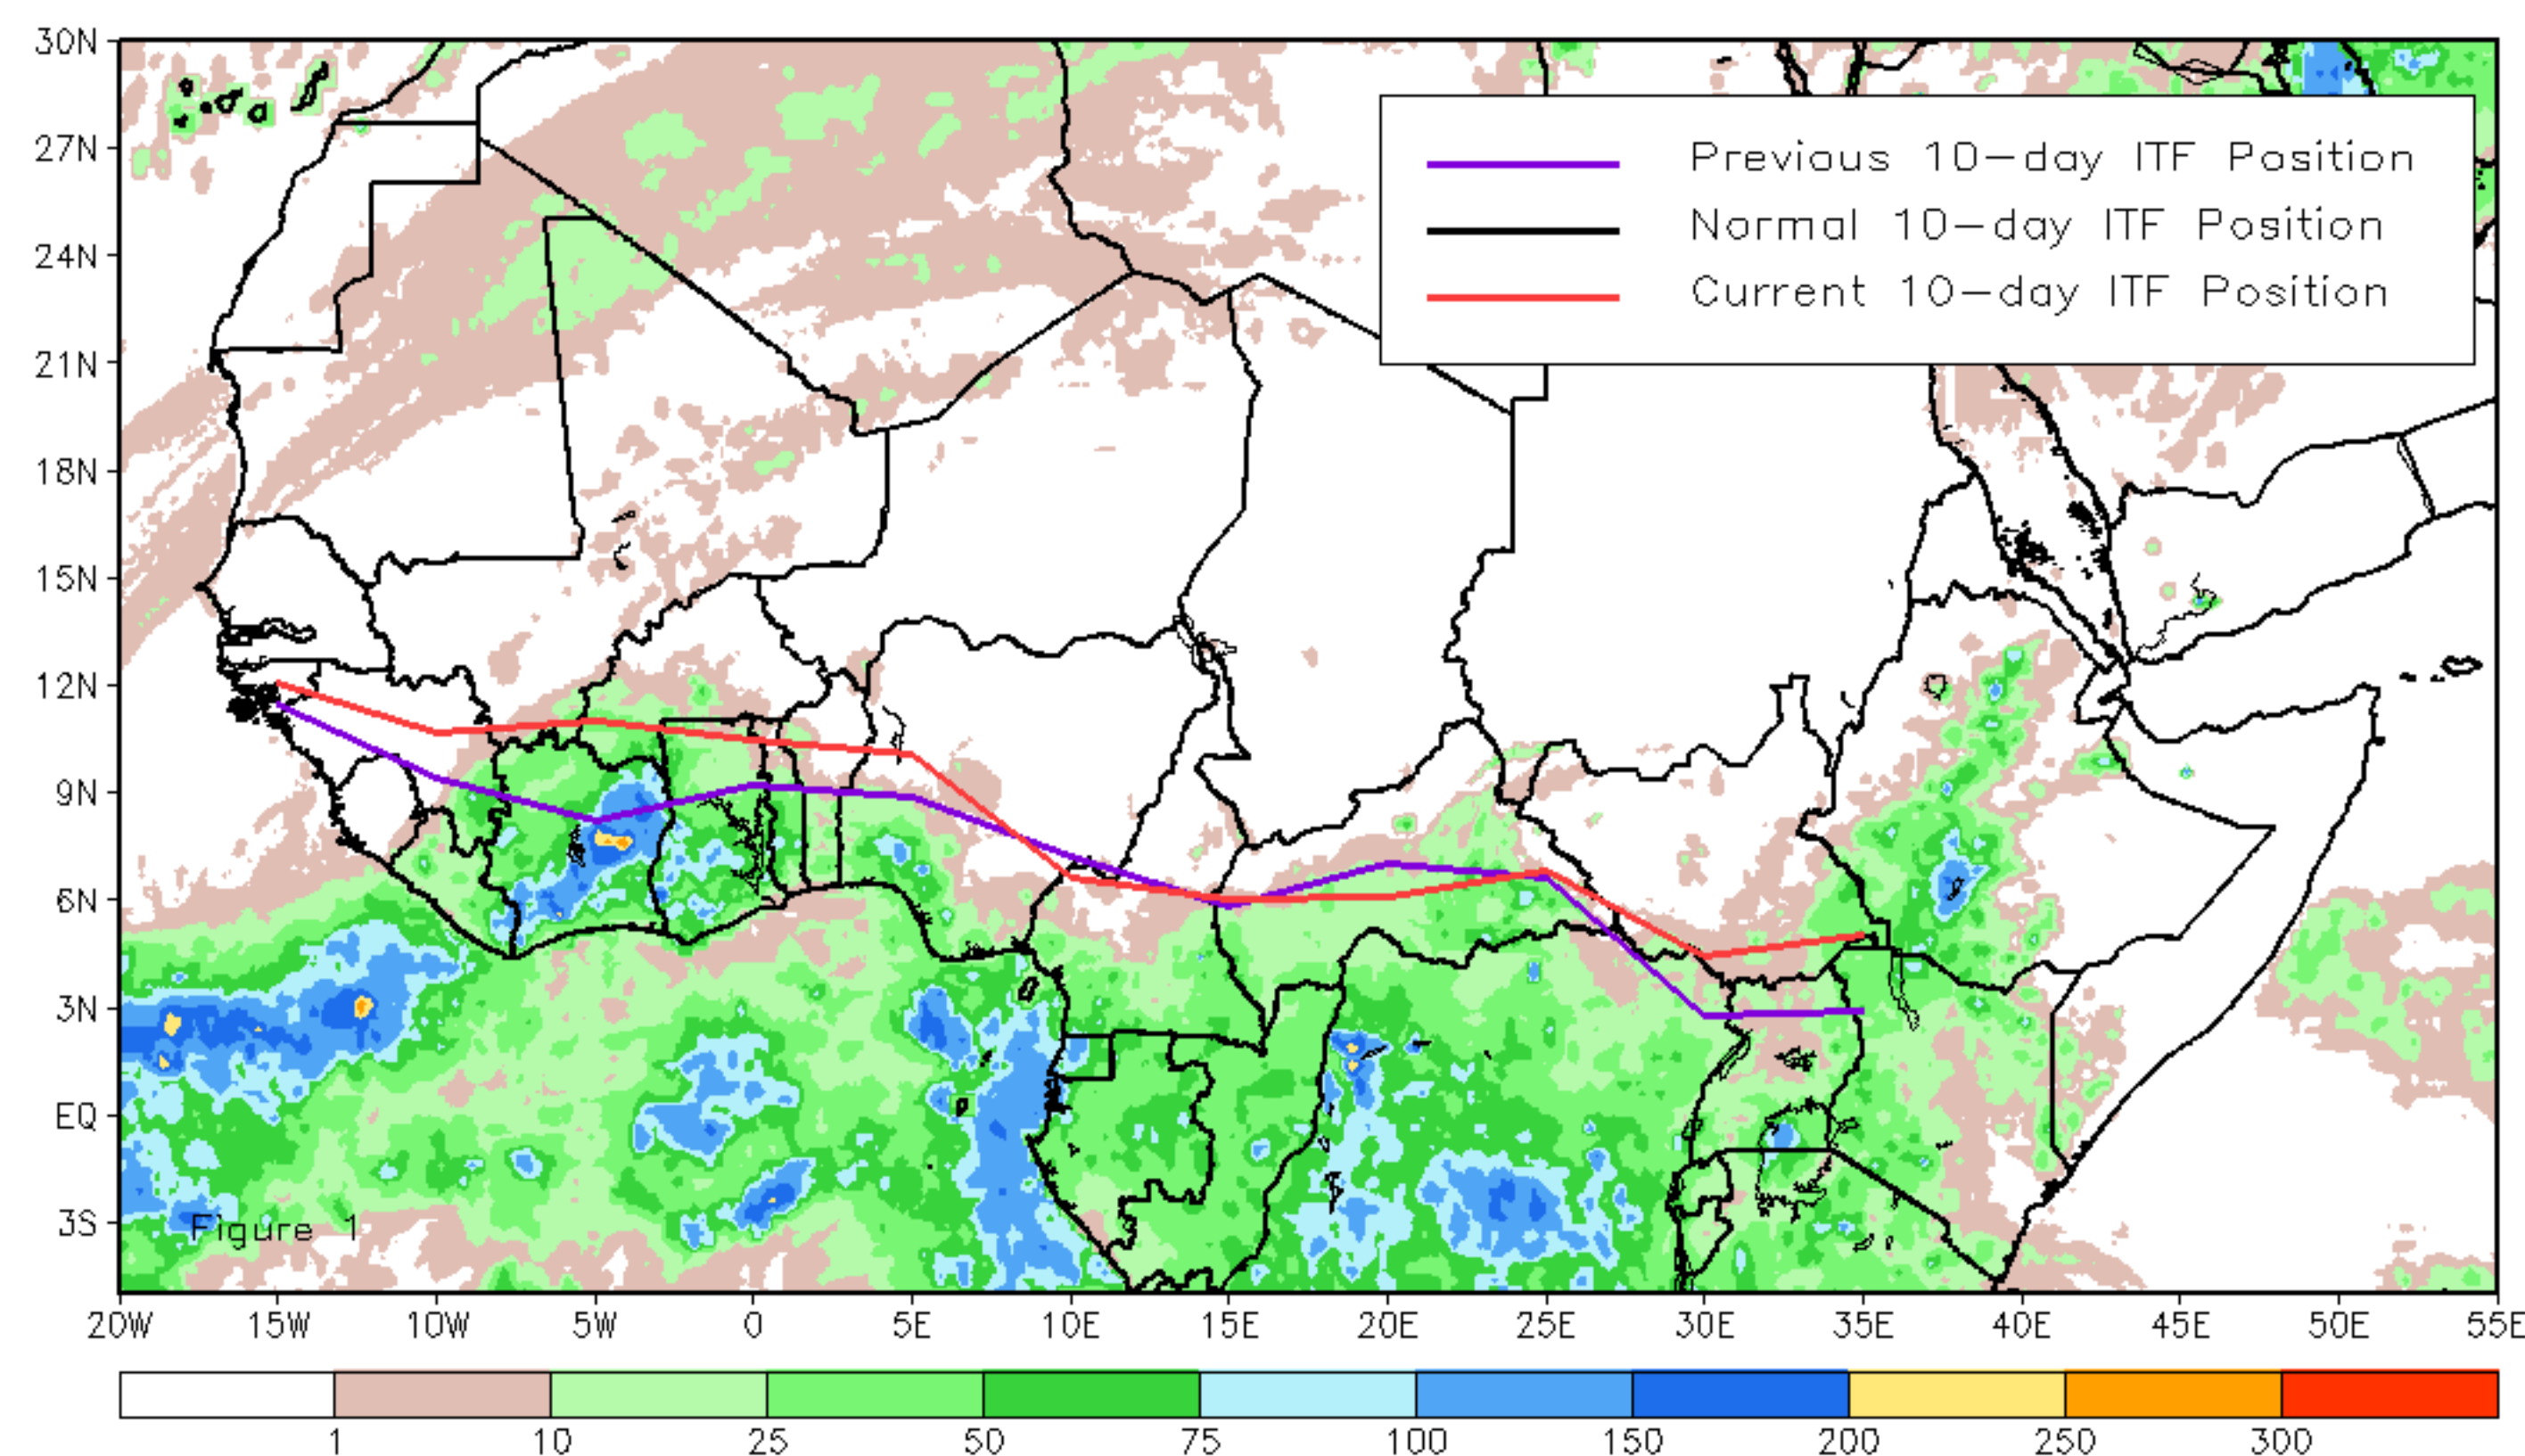 30N
27N
24N
21N
18N
15N
12N
9N
6N
3N
EQ
3S
Previous 10-day ITF Position
Normal 10-day ITF Position
Current 10-day ITF Position
Figure 1
20W 15W 10W 5W 0 5E 10E 15E 20E 25E 30E 35E 40E 45E 50E 55E
1 10 25 50 75 100 150 200 250 300